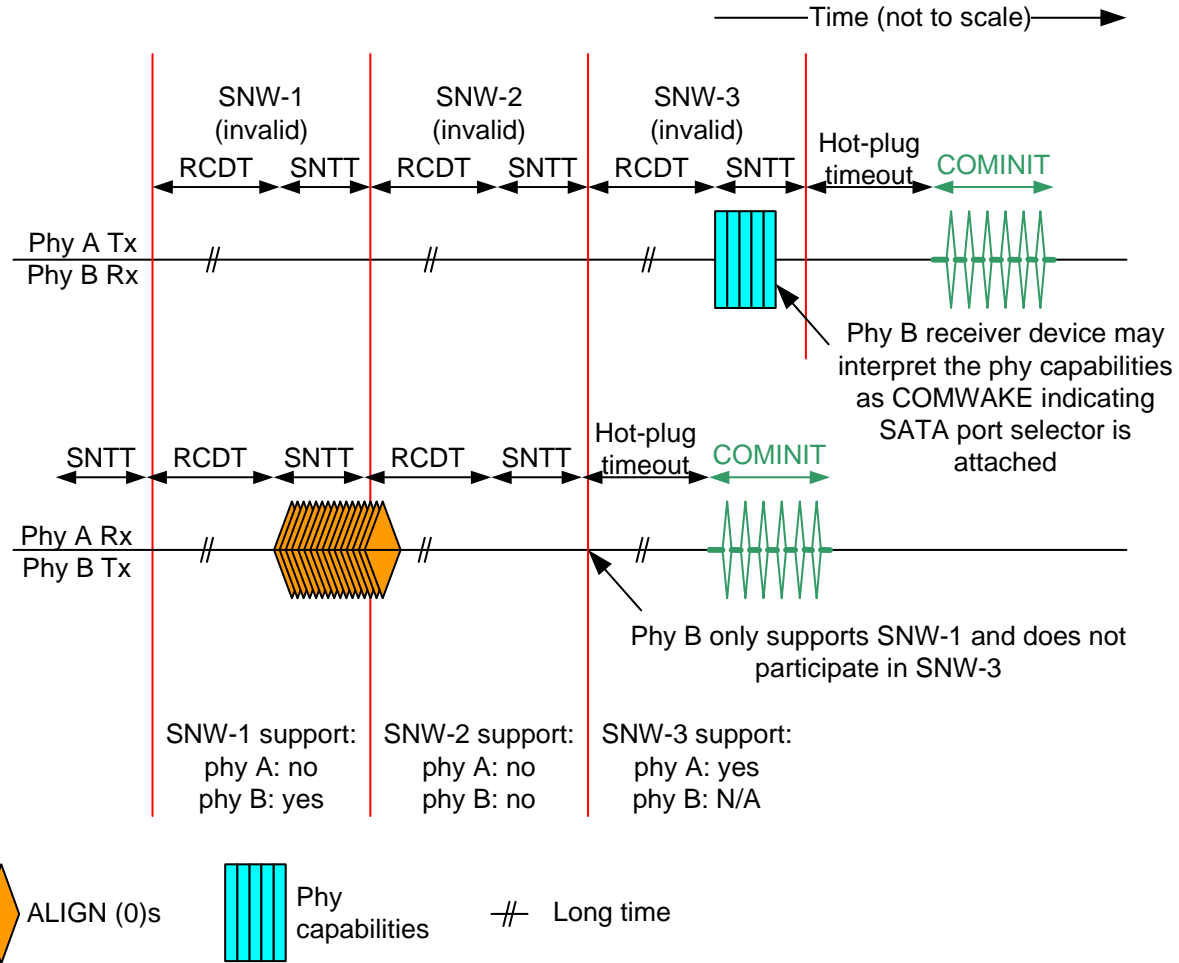 Time (not to scale)
SNW-1
(invalid)
SNW-2
(invalid)
SNW-3
(invalid)
RCDT
SNTT
RCDT
SNTT
RCDT
SNTT
Hot-plug
timeout
COMINIT
Phy A Tx
Phy B Rx
Phy B receiver device may
interpret the phy capabilities
as COMWAKE indicating
SATA port selector is
attached
SNTT
RCDT
SNTT
RCDT
SNTT
Hot-plug
timeout
COMINIT
Phy A Rx
Phy B Tx
Phy B only supports SNW-1 and does not
participate in SNW-3
SNW-1 support:
phy A: no
phy B: yes
SNW-2 support:
phy A: no
phy B: no
SNW-3 support:
phy A: yes
phy B: N/A
ALIGN (0)s
Phy
capabilities
Long time